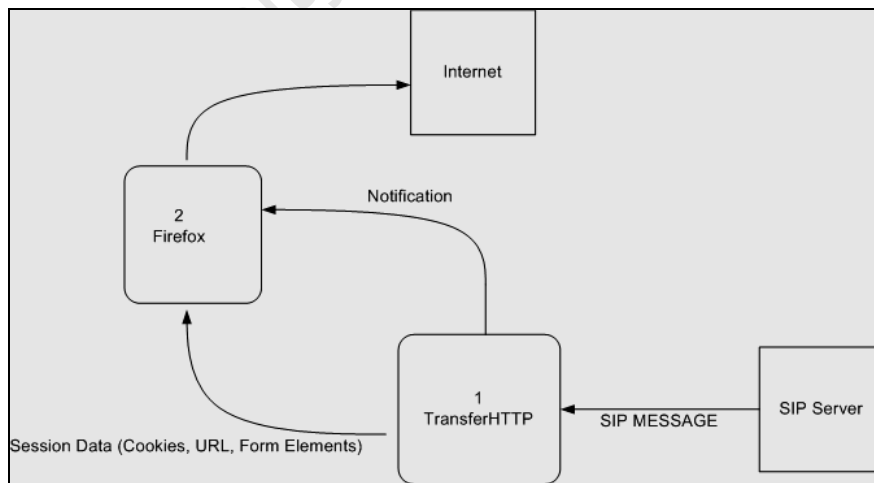 Internet
2
Firefox
Notification
1
TransferHTTP
SIP MESSAGE
SIP Server
Session Data (Cookies, URL, Form Elements)